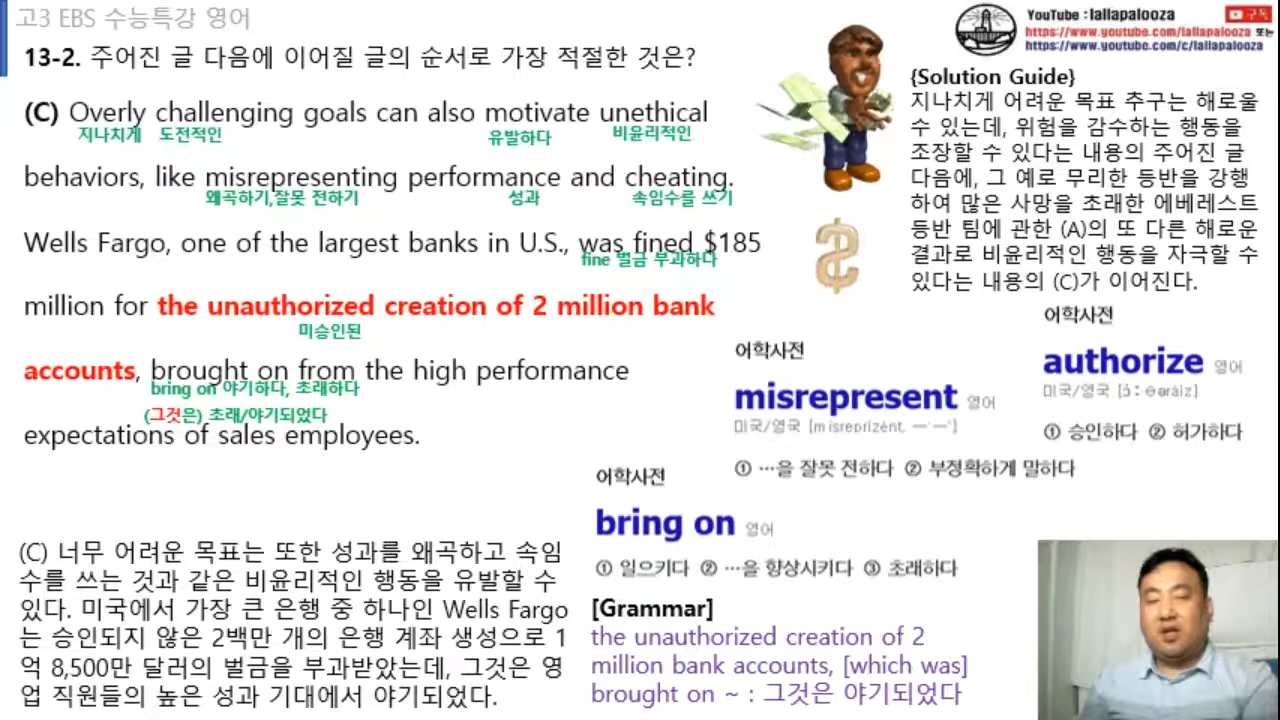 고3 EBS 수능특강 영어
13-2. 주어진 글 다음에 이어질 글의 순서로 가장 적절한 것은?
YouTube : lallapalooza
구독
https://www.youtube.com/lallapalooza 또는
https://www.youtube.com/c/lallapalooza
(C) Overly challenging goals can also motivate unethical
지나치게 도전적인 유발하다 비윤리적인
behaviors, like misrepresenting performance and cheating.
왜곡하기,잘못 전하기 성과 속임수를 쓰기
Wells Fargo, one of the largest banks in U.S., was fined $185
fine 벌금 부과하다
million for the unauthorized creation of 2 million bank
미승인된
accounts, brought on from the high performance
bring on 야기하다, 초래하다
(그것은) 초래/야기되었다
expectations of sales employees.
{Solution Guide}
지나치게 어려운 목표 추구는 해로울
수 있는데, 위험을 감수하는 행동을
조장할 수 있다는 내용의 주어진 글
다음에, 그 예로 무리한 등반을 강행
하여 많은 사망을 초래한 에베레스트
등반 팀에 관한 (A)의 또 다른 해로운
결과로 비윤리적인 행동을 자극할 수
있다는 내용의 (C)가 이어진다.
어학사전
authorize 영어
미국/영국 [ɔ́ːθəràiz]
① 승인하다 ② 허가하다
어학사전
misrepresent 영어
미국/영국
① …을 잘못 전하다 ② 부정확하게 말하다
어학사전
bring on 영어
① 일으키다 ② …을 향상시키다 ③ 초래하다
(C) 너무 어려운 목표는 또한 성과를 왜곡하고 속임
수를 쓰는 것과 같은 비윤리적인 행동을 유발할 수
있다. 미국에서 가장 큰 은행 중 하나인 Wells Fargo
는 승인되지 않은 2백만 개의 은행 계좌 생성으로 1
억 8,500만 달러의 벌금을 부과받았는데, 그것은 영
업 직원들의 높은 성과 기대에서 야기되었다.
[Grammar]
the unauthorized creation of 2
million bank accounts, [which was]
brought on ~ : 그것은 야기되었다